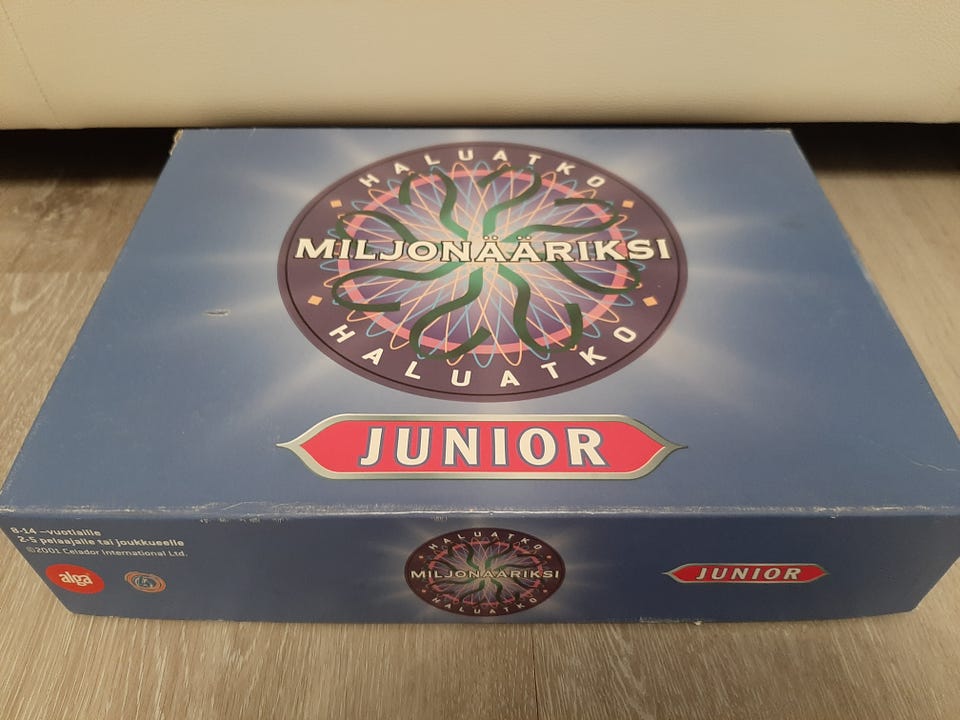 HALUATKO
MILJONÄÄRIKSI
HALUATKO
JUNIOR
8-14 –vuotiaille
2-5 pelaajalle tai joukkueelle
©2001 Celador International Ltd.
alga
HALUATKO
MILJONÄÄRIKSI
HALUATKO
JUNIOR